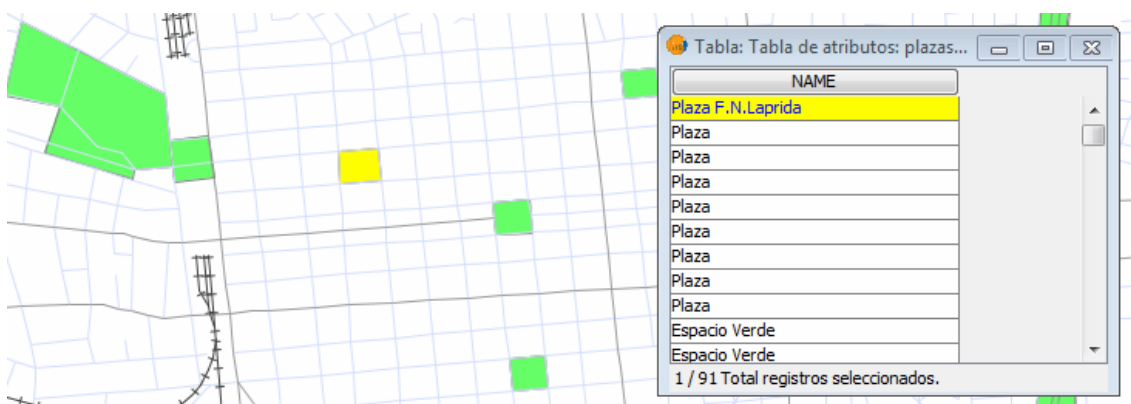 Tabla: Tabla de atributos: plazas...
NAME
Plaza F.N.Laprida
Plaza
Plaza
Plaza
Plaza
Plaza
Plaza
Plaza
Plaza
Espacio Verde
Espacio Verde
1 / 91 Total registros seleccionados.